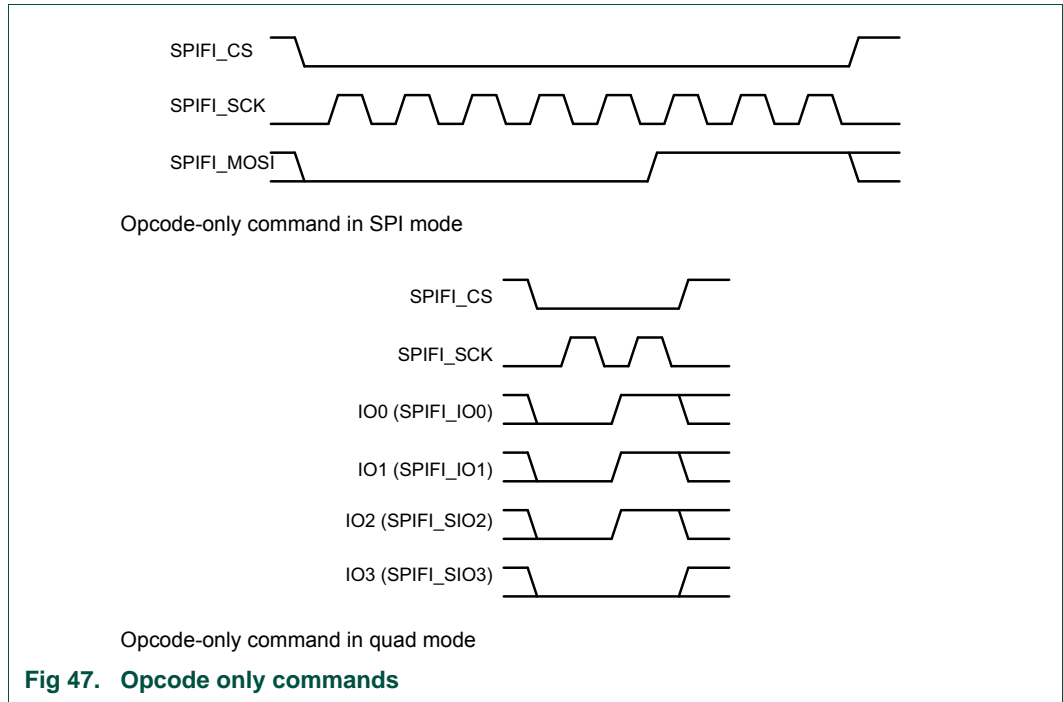 SPIFI_CS
SPIFI_SCK
SPIFI_MOSI
Opcode-only command in SPI mode
SPIFI_CS
SPIFI_SCK
IO0 (SPIFI_IO0)
IO1 (SPIFI_IO1)
IO2 (SPIFI_SIO2)
IO3 (SPIFI_SIO3)
Opcode-only command in quad mode
Fig 47. Opcode only commands